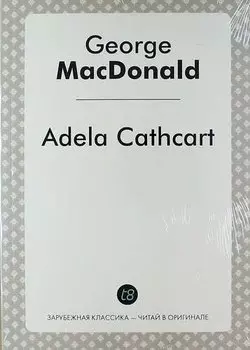 George
MacDonald
Adela Cathcart
t8
ЗАРУБЕЖНАЯ КЛАССИКА — ЧИТАЙ В ОРИГИНАЛЕ